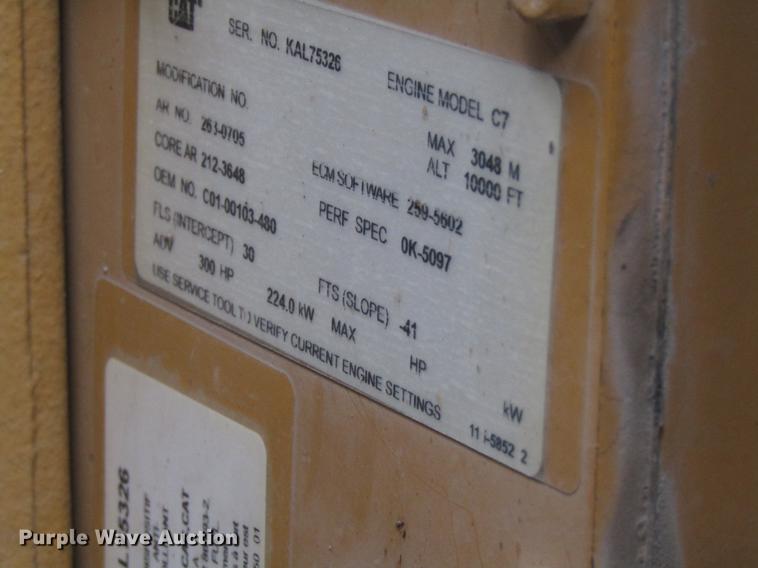 CAT
SER. NO. KAL75326
ENGINE MODEL C7
MODIFICATION NO.
MAX 3048 M
ALT 10000 FT
AR NO. 263-0705
CORE AR 212-3648
ECM SOFTWARE 259-5602
OEM NO. C01-00103-480
PERF SPEC 0K-5097
FLS (INTERCEPT) 30
FTS (SLOPE) -41
ADV 300 HP 224.0 kW MAX HP kW
USE SERVICE TOOL TO VERIFY CURRENT ENGINE SETTINGS
5326
CAT
Purple Wave Auction